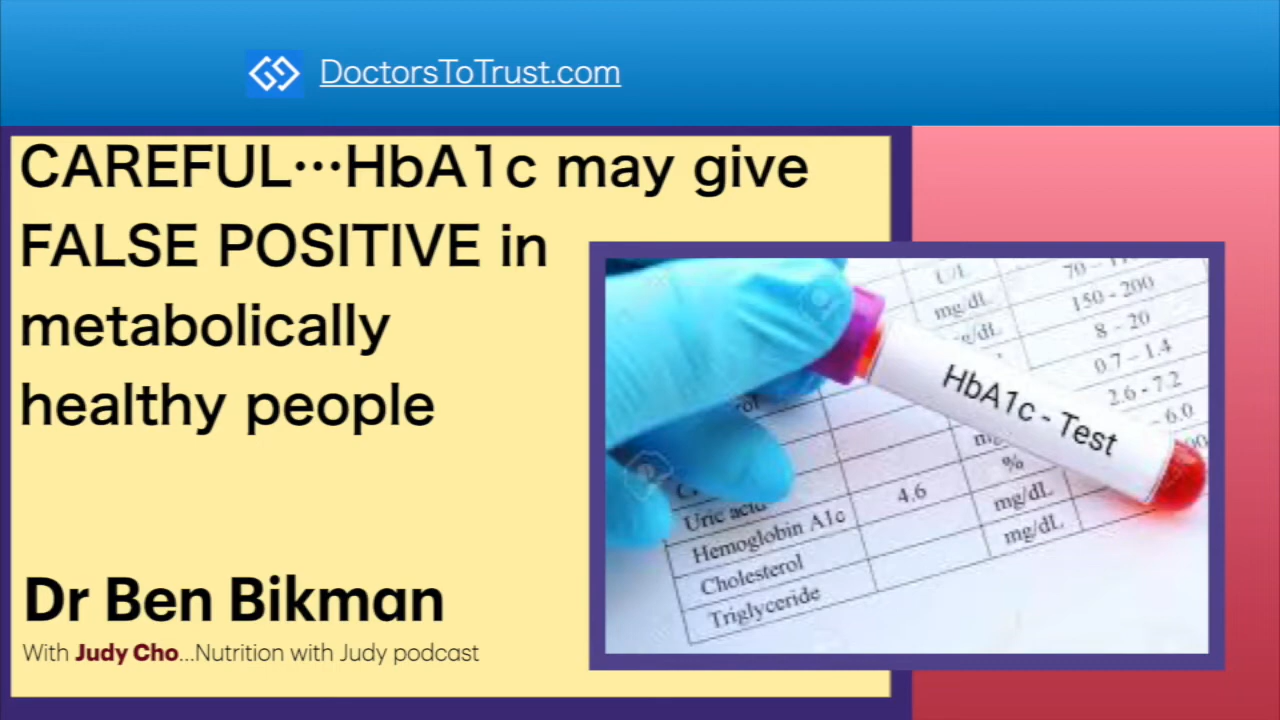 DoctorsToTrust.com
CAREFUL…HbA1c may give
FALSE POSITIVE in
metabolically
healthy people
Dr Ben Bikman
With Judy Cho...Nutrition with Judy podcast
HbA1c - Test
mg/dL
150 - 200
8 - 20
0.7 – 1.4
2.6 - 7.2
6.0
Uric acid
Hemoglobin A1c 4.6 %
Cholesterol mg/dL
Triglyceride mg/dL